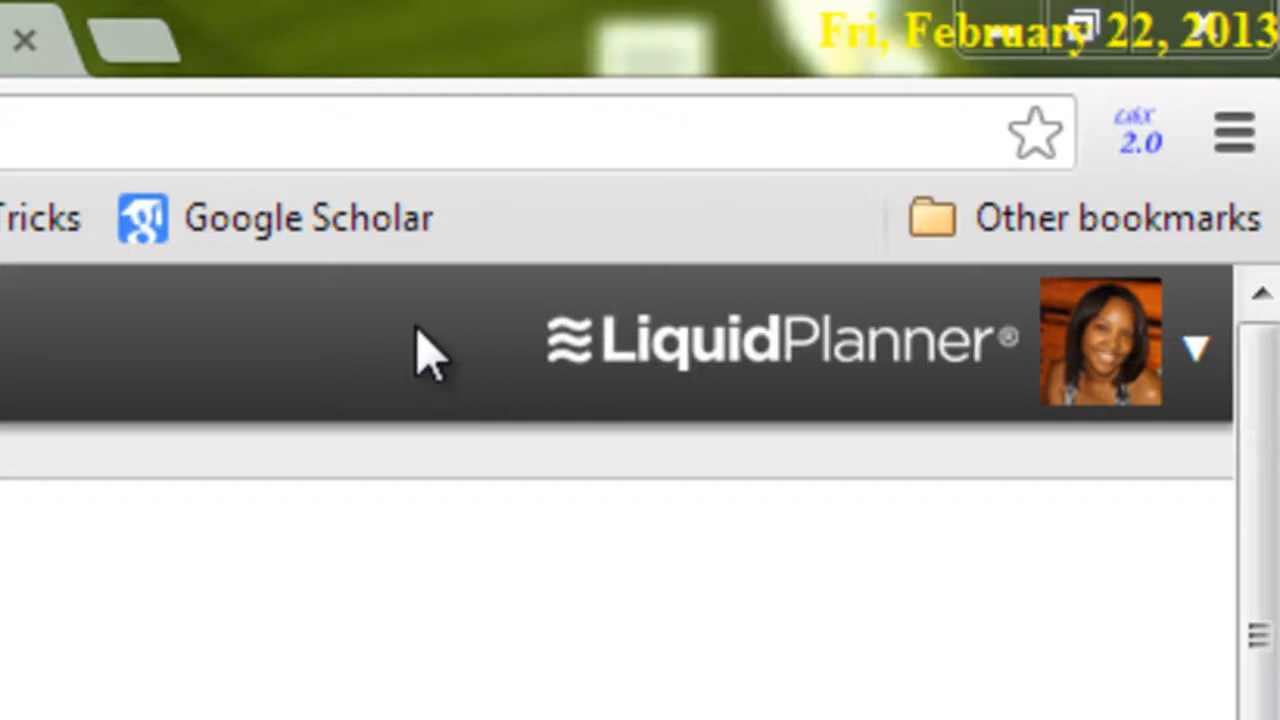 Fri, February 22, 2013
2.0
Tricks
Google Scholar
Other bookmarks
LiquidPlanner®